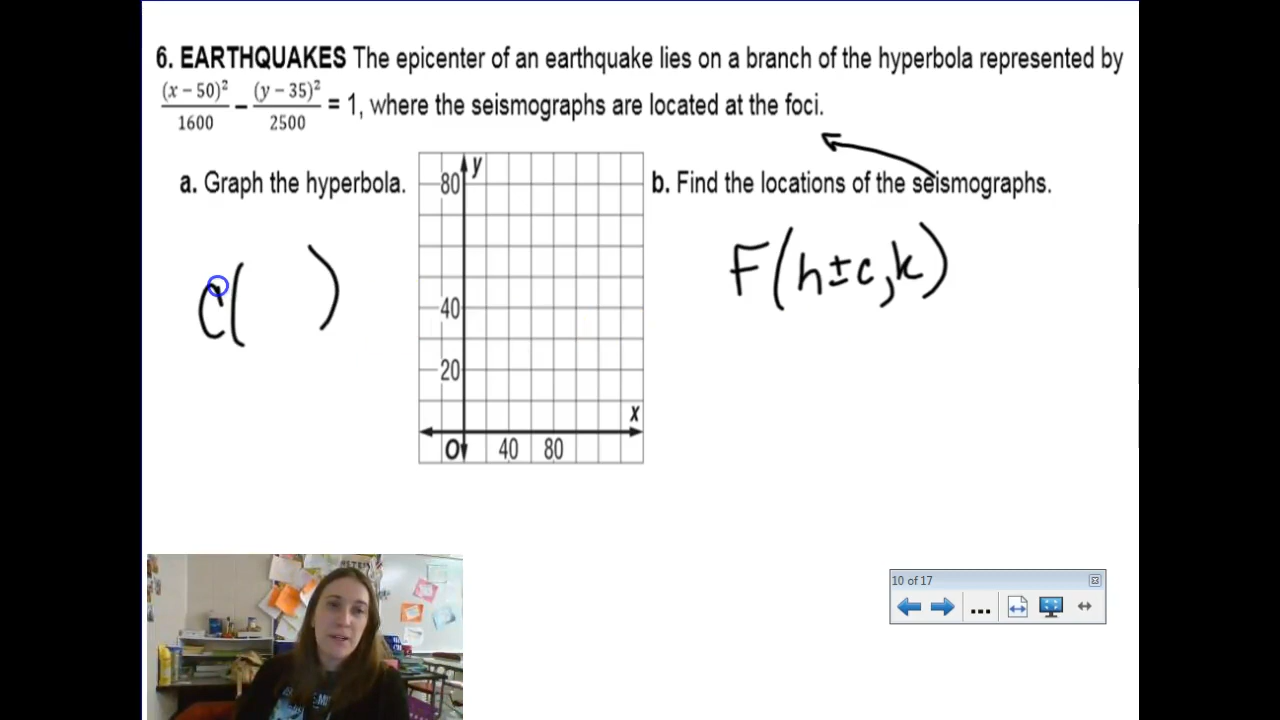 6. EARTHQUAKES The epicenter of an earthquake lies on a branch of the hyperbola represented by
(x – 50)²/1600 – (y – 35)²/2500 = 1, where the seismographs are located at the foci.
a. Graph the hyperbola.
b. Find the locations of the seismographs.
y
80
40
20
x
O 40 80
C( )
F(h±c,k)
10 of 17